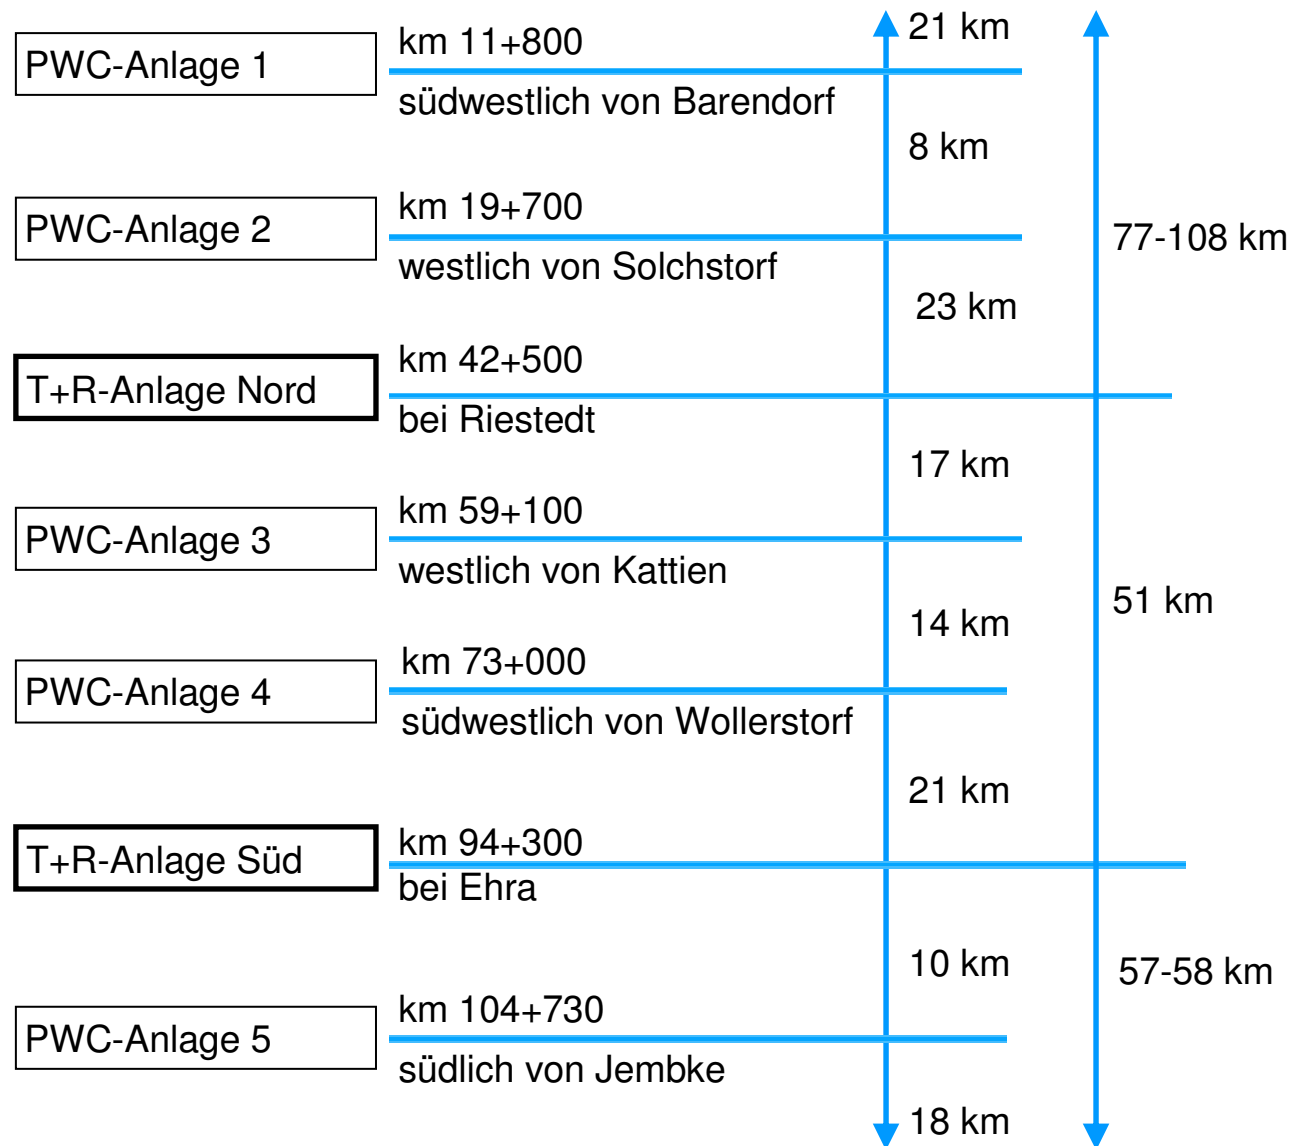 21 km
km 11+800
PWC-Anlage 1
südwestlich von Barendorf
8 km
km 19+700
PWC-Anlage 2
westlich von Solchstorf
77-108 km
23 km
km 42+500
T+R-Anlage Nord
bei Riestedt
17 km
km 59+100
PWC-Anlage 3
westlich von Kattien
51 km
14 km
km 73+000
PWC-Anlage 4
südwestlich von Wollerstorf
21 km
km 94+300
T+R-Anlage Süd
bei Ehra
10 km
57-58 km
km 104+730
PWC-Anlage 5
südlich von Jembke
18 km